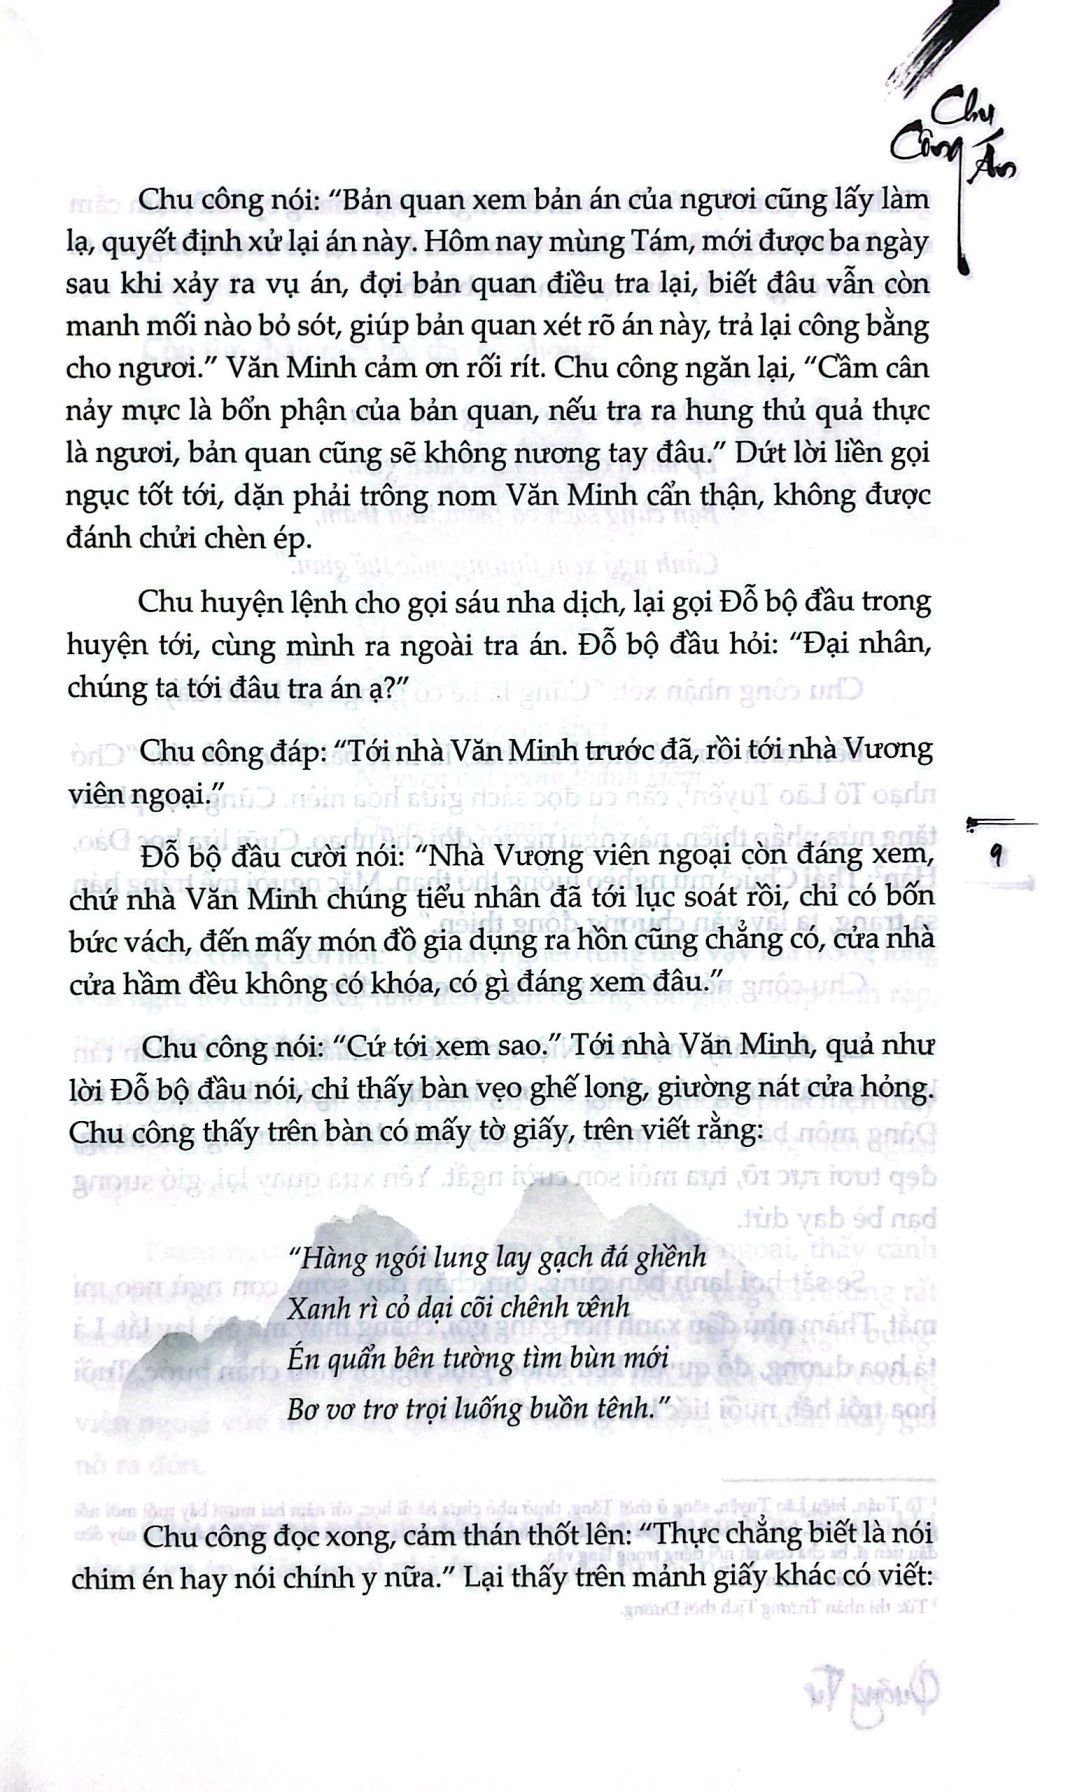 Chu
Công Án
Chu công nói: “Bản quan xem bản án của ngươi cũng lấy làm
lạ, quyết định xử lại án này. Hôm nay mùng Tám, mới được ba ngày
sau khi xảy ra vụ án, đợi bản quan điều tra lại, biết đâu vẫn còn
manh mối nào bỏ sót, giúp bản quan xét rõ án này, trả lại công bằng
cho ngươi.” Văn Minh cảm ơn rối rít. Chu công ngăn lại, “Cầm cân
nảy mực là bổn phận của bản quan, nếu tra ra hung thủ quả thực
là ngươi, bản quan cũng sẽ không nương tay đâu.” Dứt lời liền gọi
ngục tốt tới, dặn phải trông nom Văn Minh cẩn thận, không được
đánh chửi chèn ép.
Chu huyện lệnh cho gọi sáu nha dịch, lại gọi Đỗ bộ đầu trong
huyện tới, cùng mình ra ngoài tra án. Đỗ bộ đầu hỏi: “Đại nhân,
chúng ta tới đâu tra án ạ?”
Chu công đáp: “Tới nhà Văn Minh trước đã, rồi tới nhà Vương
viên ngoại.”
Đỗ bộ đầu cười nói: “Nhà Vương viên ngoại còn đáng xem,
chứ nhà Văn Minh chúng tiểu nhân đã tới lục soát rồi, chỉ có bốn
bức vách, đến mấy món đồ gia dụng ra hồn cũng chẳng có, cửa nhà
cửa hầm đều không có khóa, có gì đáng xem đâu.”
9
Chu công nói: “Cứ tới xem sao.” Tới nhà Văn Minh, quả như
lời Đỗ bộ đầu nói, chỉ thấy bàn vẹo ghế long, giường nát cửa hỏng.
Chu công thấy trên bàn có mấy tờ giấy, trên viết rằng:
“Hàng ngói lung lay gạch đá ghềnh
Xanh rì cỏ dại cõi chênh vênh
Én quẩn bên tường tìm bùn mới
Bơ vơ trơ trọi luống buồn tênh.”
Chu công đọc xong, cảm thán thốt lên: “Thực chẳng biết là nói
chim én hay nói chính y nữa.” Lại thấy trên mảnh giấy khác có viết: